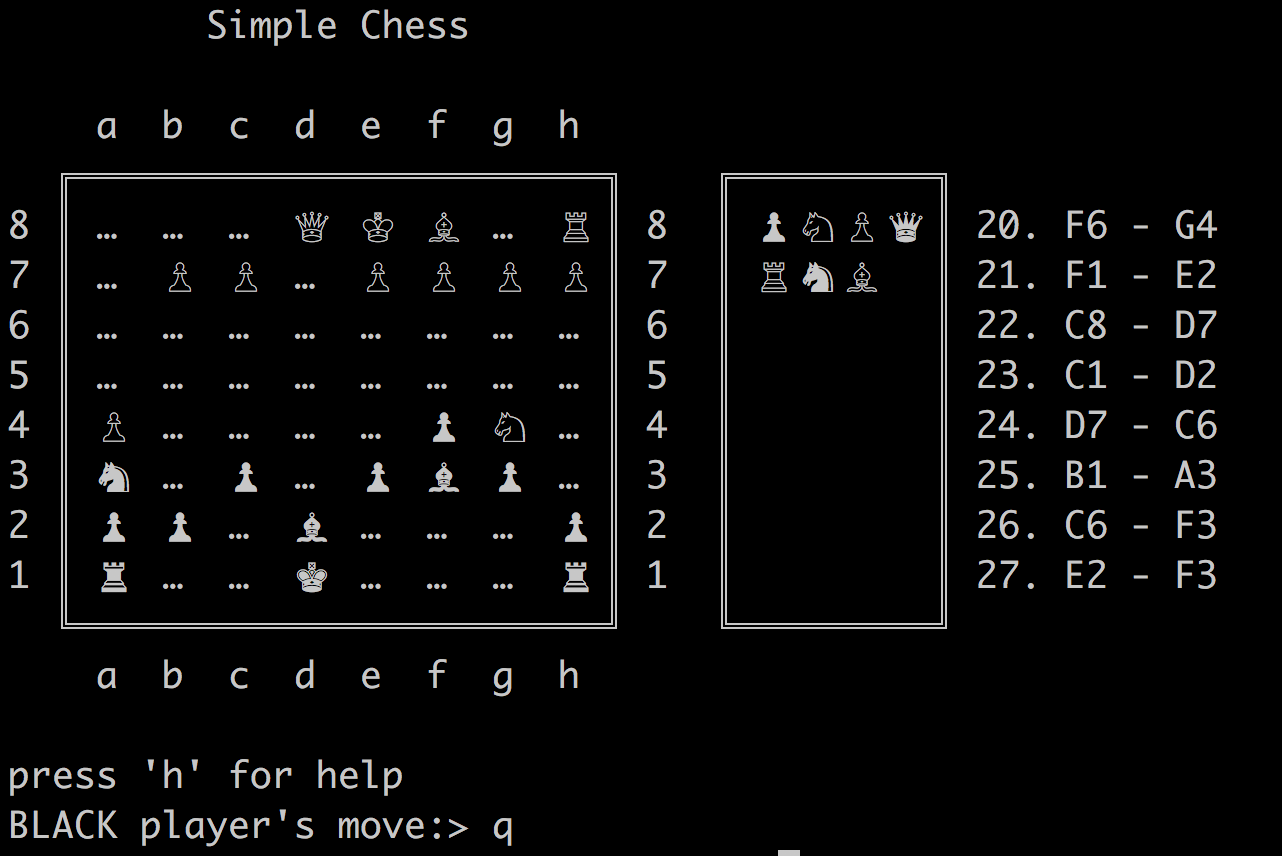 Simple Chess
a b c d e f g h
8 … … … ♕ ♔ ♗ … ♖ 8 ♟ ♘ ♙ ♛ 20. F6 - G4
7 … ♙ ♙ … ♙ ♙ ♙ ♙ 7 ♖ ♞ ♗ 21. F1 - E2
6 … … … … … … … … 6 22. C8 - D7
5 … … … … … … … … 5 23. C1 - D2
4 ♙ … … … … ♟ ♘ … 4 24. D7 - C6
3 ♞ … ♟ … ♟ ♝ ♟ … 3 25. B1 - A3
2 ♟ ♟ … ♝ … … … ♟ 2 26. C6 - F3
1 ♜ … … ♚ … … … ♜ 1 27. E2 - F3
a b c d e f g h
press 'h' for help
BLACK player's move:> q